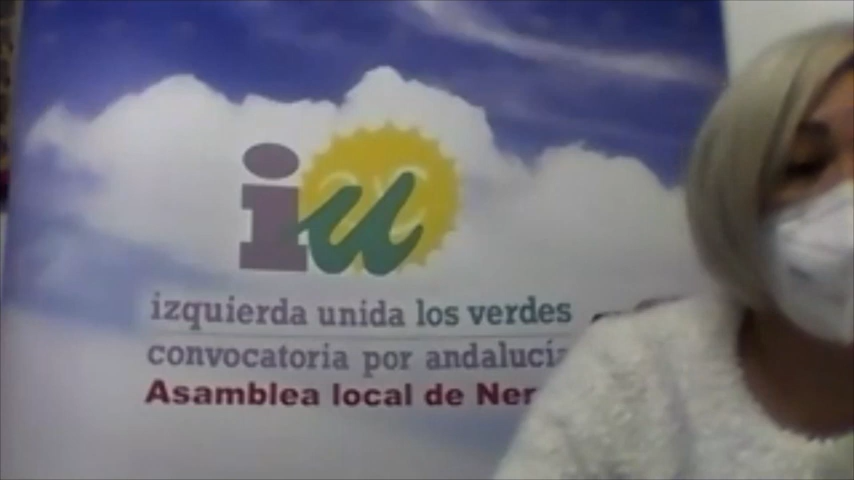 iu
izquierda unida los verdes
convocatoria por andalucía
Asamblea local de Ner